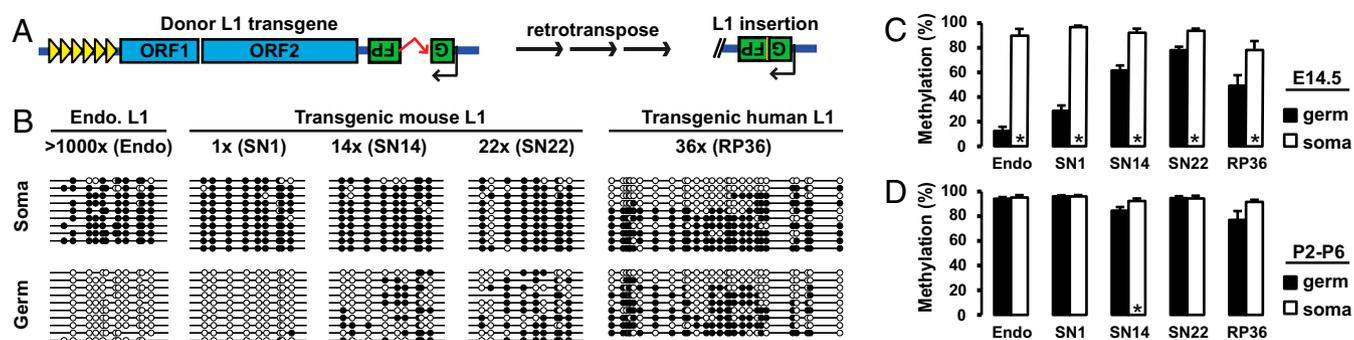 A
Donor L1 transgene
ORF1 ORF2 FP G
retrotranspose
L1 insertion
FP G
B
Endo. L1 Transgenic mouse L1 Transgenic human L1
>1000x (Endo) 1x (SN1) 14x (SN14) 22x (SN22) 36x (RP36)
Soma
Germ
C
Methylation (%)
100
80
60
40
20
0
* * * * *
Endo SN1 SN14 SN22 RP36
E14.5
germ
soma
D
Methylation (%)
100
80
60
40
20
0
*
Endo SN1 SN14 SN22 RP36
P2-P6
germ
soma